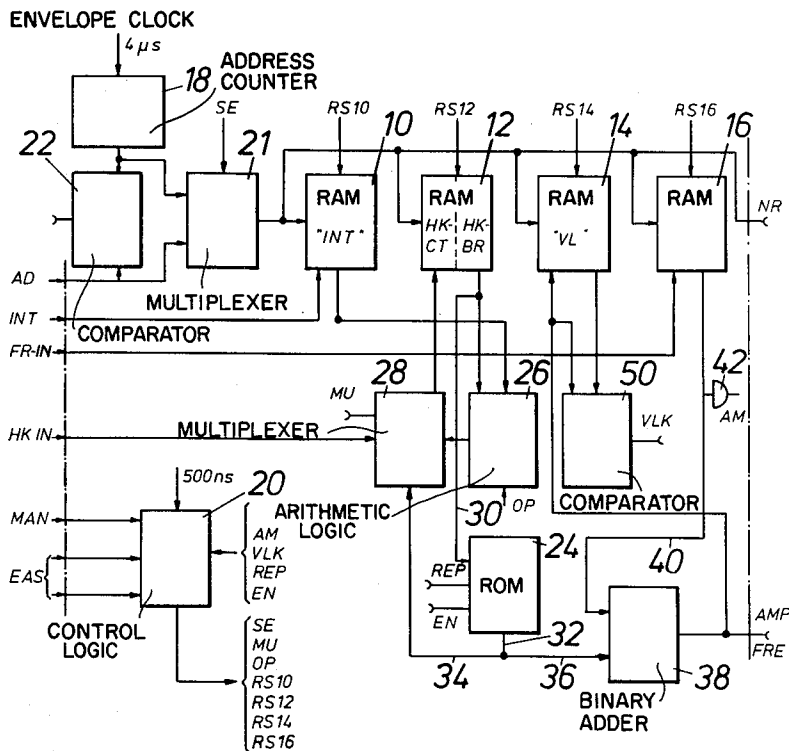 ENVELOPE CLOCK
4 µs
18
ADDRESS
COUNTER
SE
RS10
RS12
RS14
RS16
22
21
10
12
14
16
RAM
"INT"
RAM
HK-
CT
HK-
BR
RAM
"VL"
RAM
NR
AD
MULTIPLEXER
INT
COMPARATOR
FR-IN
28
26
50
42
MU
VLK
AM
HK IN
MULTIPLEXER
500ns
20
ARITHMETIC
LOGIC
30
OP
COMPARATOR
MAN
AM
VLK
REP
EN
24
40
REP
ROM
EAS
EN
AMP
FRE
CONTROL
LOGIC
32
SE
MU
OP
RS10
RS12
RS14
RS16
34
36
38
BINARY
ADDER